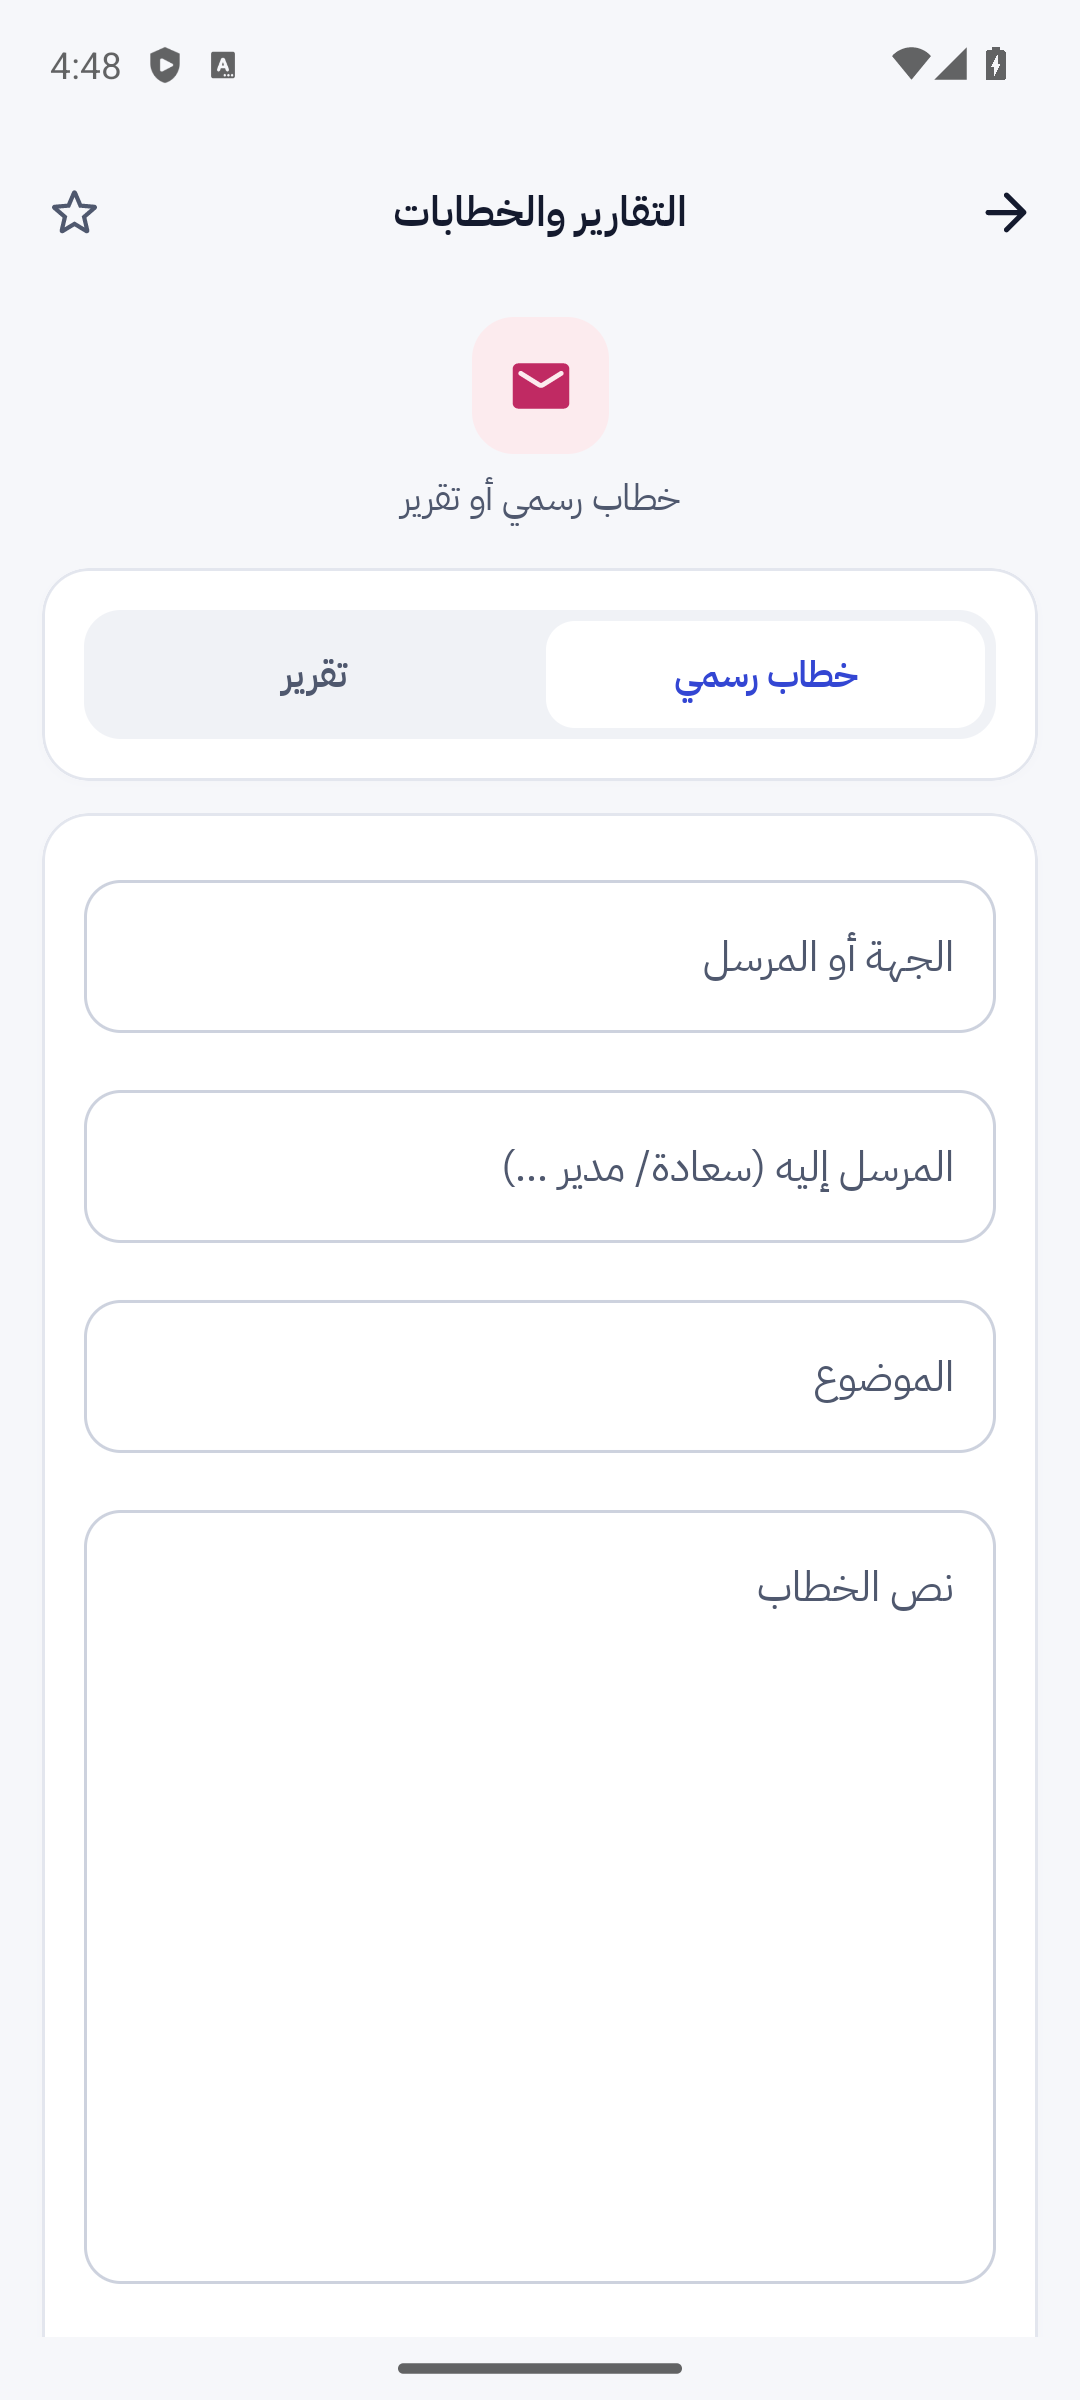 4:48
التقارير والخطابات
خطاب رسمي أو تقرير
خطاب رسمي
تقرير
الجهة أو المرسل
المرسل إليه (سعادة/ مدير ...)
الموضوع
نص الخطاب